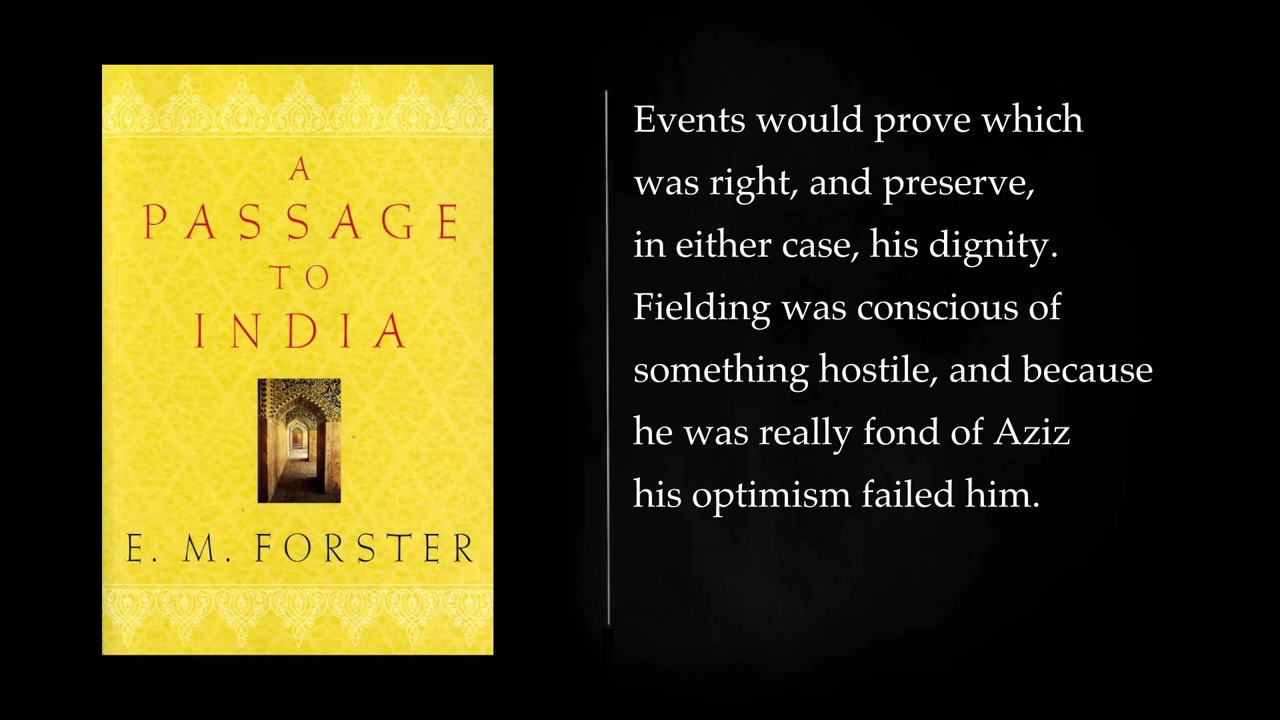 A
PASSAGE
TO
INDIA
E. M. FORSTER
Events would prove which
was right, and preserve,
in either case, his dignity.
Fielding was conscious of
something hostile, and because
he was really fond of Aziz
his optimism failed him.